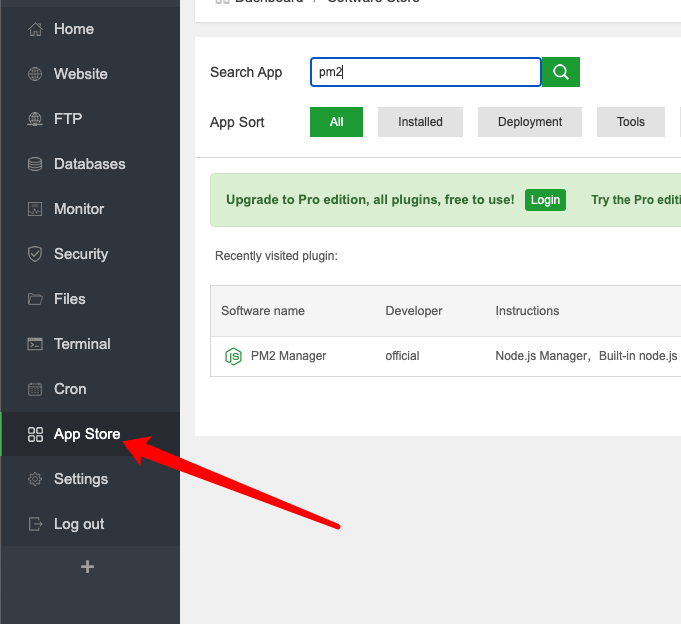 Dashboard / Software Store
Home
Website
FTP
Databases
Monitor
Security
Files
Terminal
Cron
App Store
Settings
Log out
+
Search App
pm2
App Sort
All
Installed
Deployment
Tools
Upgrade to Pro edition, all plugins, free to use!
Login
Try the Pro editi
Recently visited plugin:
Software name
Developer
Instructions
JS
PM2 Manager
official
Node.js Manager，Built-in node.js